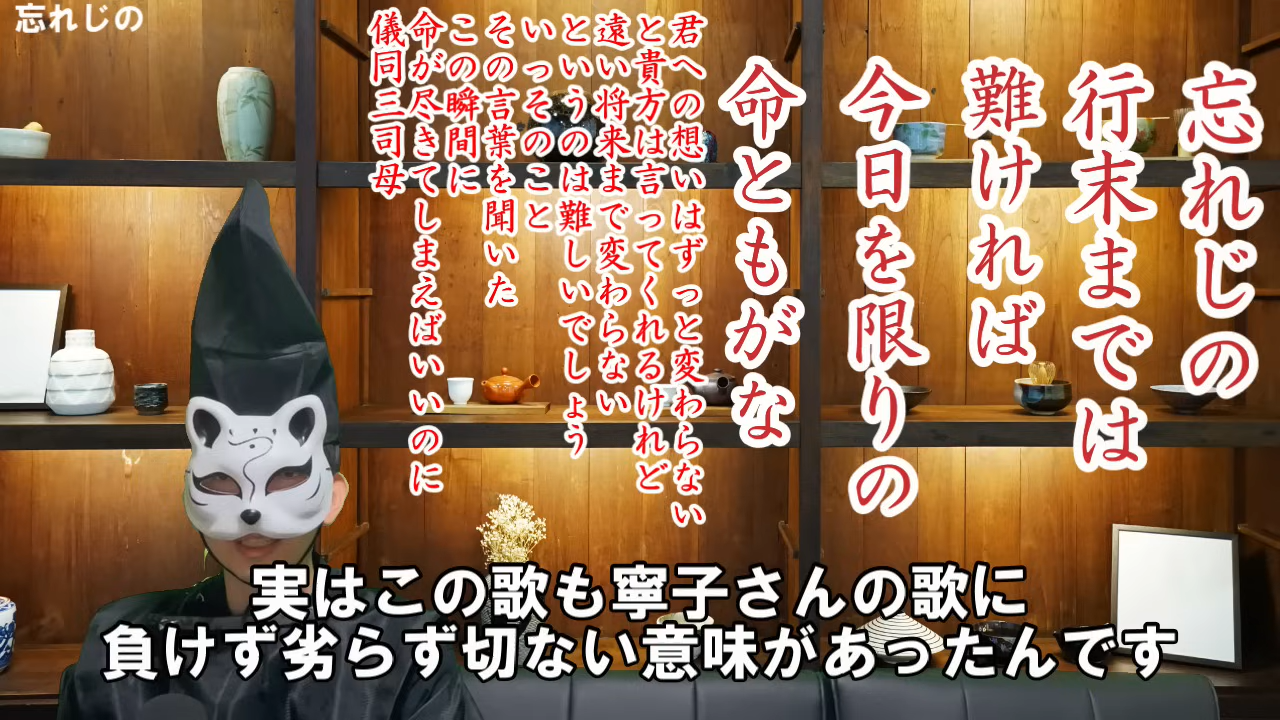 忘れじの
忘れじの
行末までは
難ければ
今日を限りの
命ともがな
君への想いはずっと変わらない
と貴方は言ってくれるけれど
遠い将来まで変わらない
というのは難しいでしょう
いっそのこと
その言葉を聞いた
この瞬間に
命が尽きてしまえばいいのに
儀同三司母
実はこの歌も寧子さんの歌に
負けず劣らず切ない意味があったんです